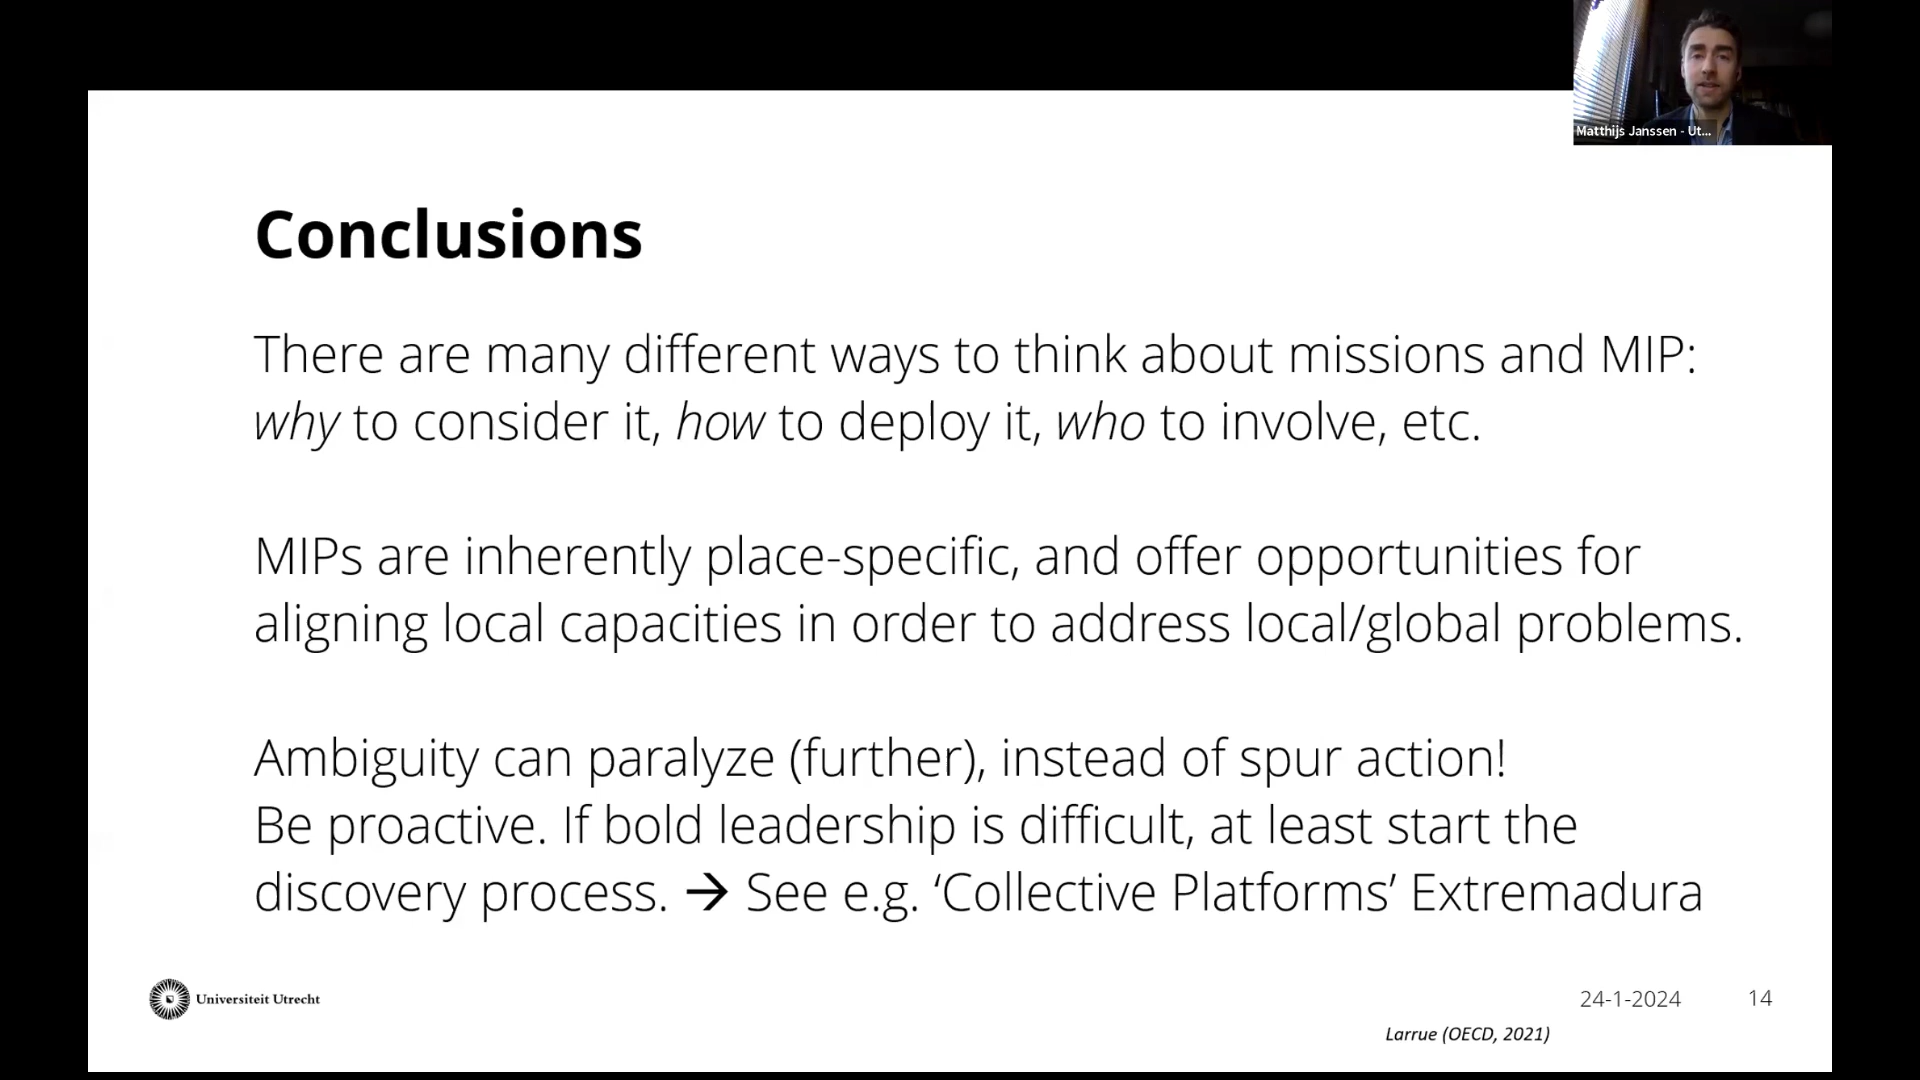 Matthijs Janssen - Ut...
Conclusions
There are many different ways to think about missions and MIP:
why to consider it, how to deploy it, who to involve, etc.
MIPs are inherently place-specific, and offer opportunities for
aligning local capacities in order to address local/global problems.
Ambiguity can paralyze (further), instead of spur action!
Be proactive. If bold leadership is difficult, at least start the
discovery process. → See e.g. ‘Collective Platforms’ Extremadura
Universiteit Utrecht
24-1-2024
14
Larrue (OECD, 2021)